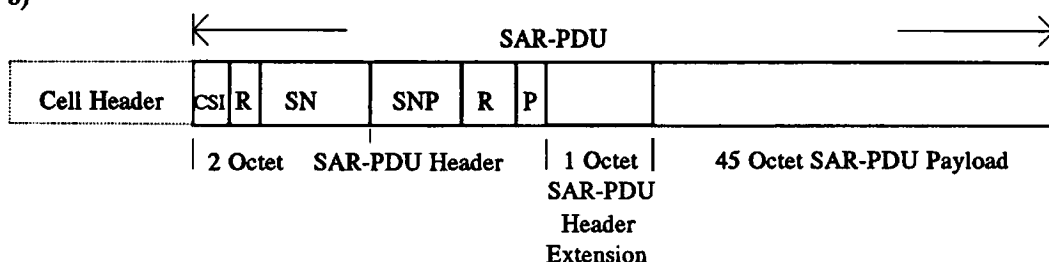 SAR-PDU
Cell Header CSI R SN SNP R P
2 Octet SAR-PDU Header 1 Octet 45 Octet SAR-PDU Payload
SAR-PDU
Header
Extension